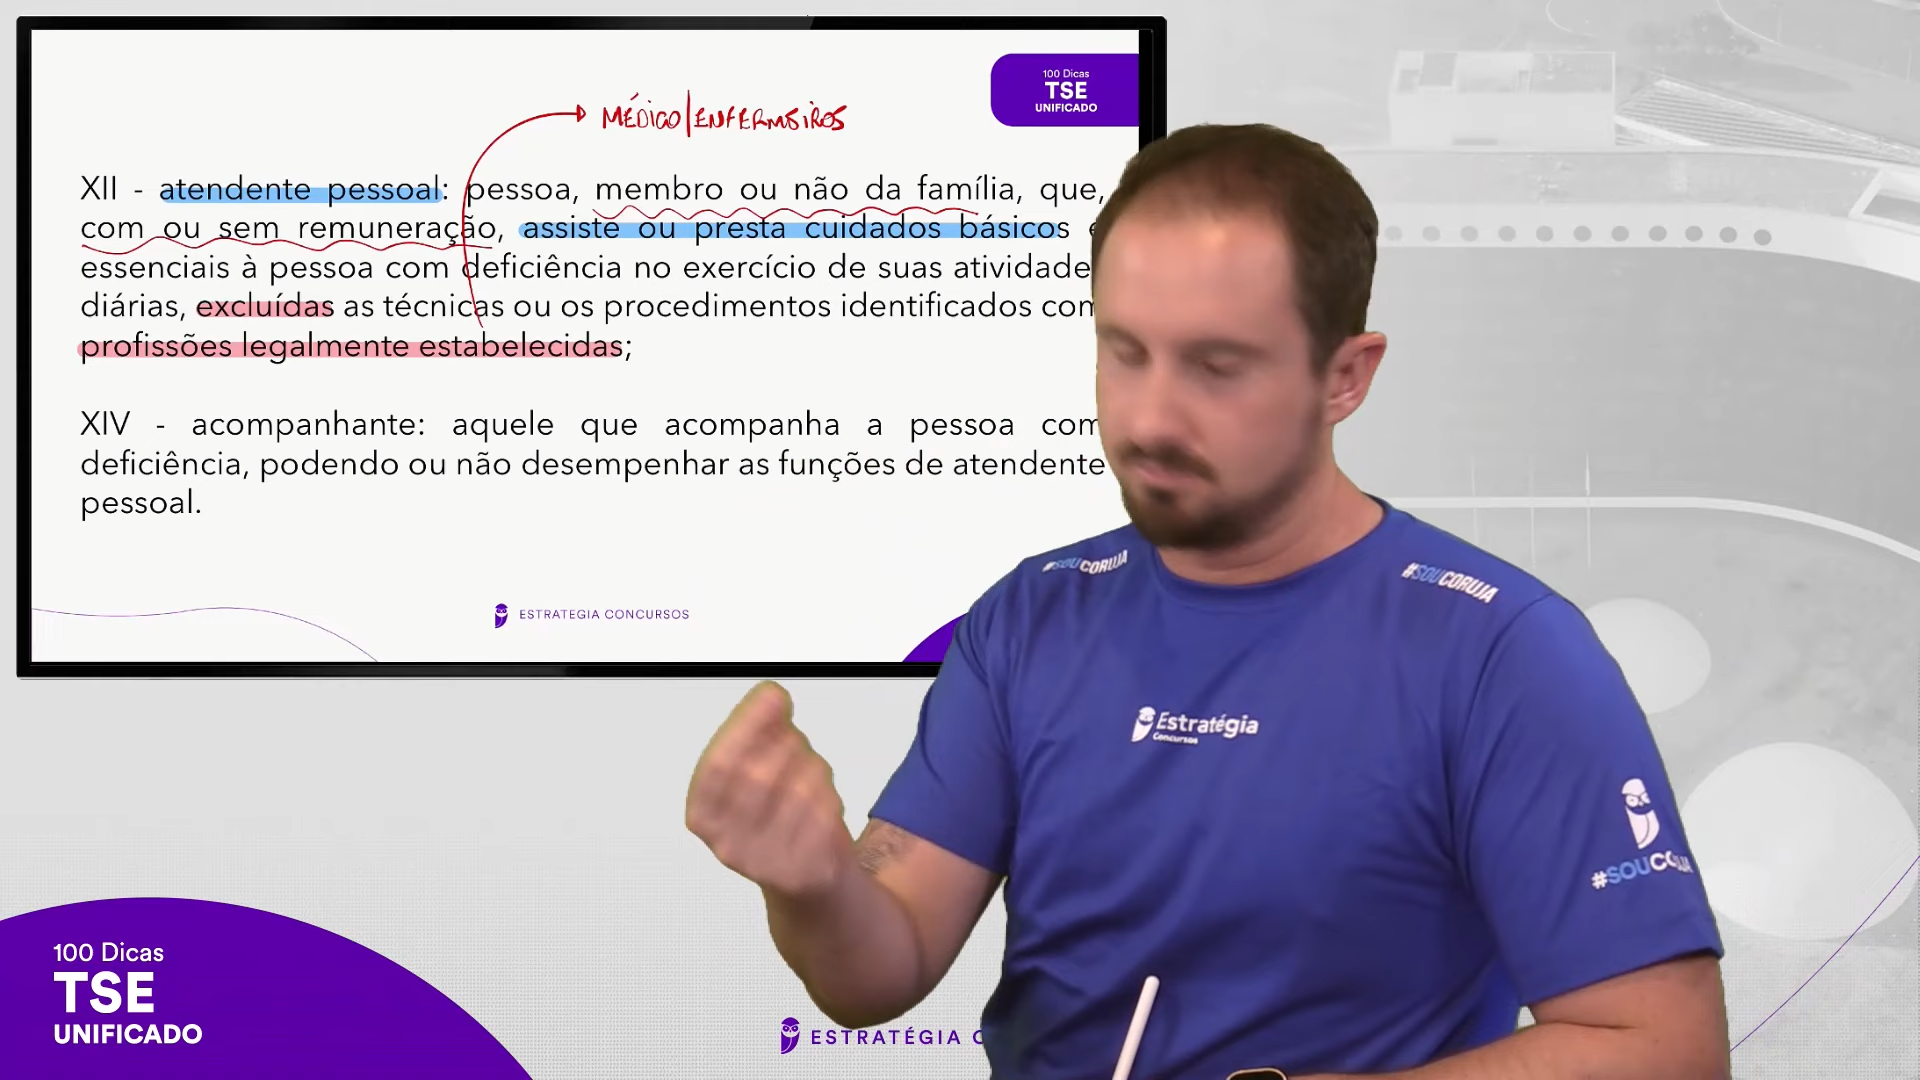 100 Dicas
TSE
UNIFICADO
MÉDICO|ENFERMEIROS
XII - atendente pessoal: pessoa, membro ou não da família, que,
com ou sem remuneração, assiste ou presta cuidados básicos e
essenciais à pessoa com deficiência no exercício de suas atividade
diárias, excluídas as técnicas ou os procedimentos identificados com
profissões legalmente estabelecidas;
XIV - acompanhante: aquele que acompanha a pessoa com
deficiência, podendo ou não desempenhar as funções de atendente
pessoal.
ESTRATEGIA CONCURSOS
#SOUCORUJA
#SOUCORUJA
Estratégia
Concursos
#SOUCO
100 Dicas
TSE
UNIFICADO
ESTRATÉGIA C